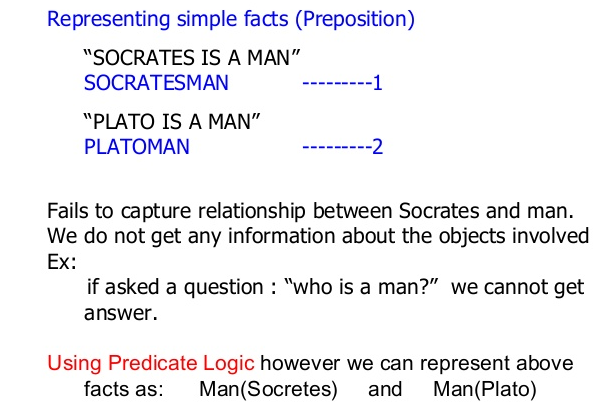 Representing simple facts (Preposition)
“SOCRATES IS A MAN”
SOCRATESMAN ---------1
“PLATO IS A MAN”
PLATOMAN ---------2
Fails to capture relationship between Socrates and man.
We do not get any information about the objects involved
Ex:
if asked a question : “who is a man?” we cannot get
answer.
Using Predicate Logic however we can represent above
facts as: Man(Socretes) and Man(Plato)